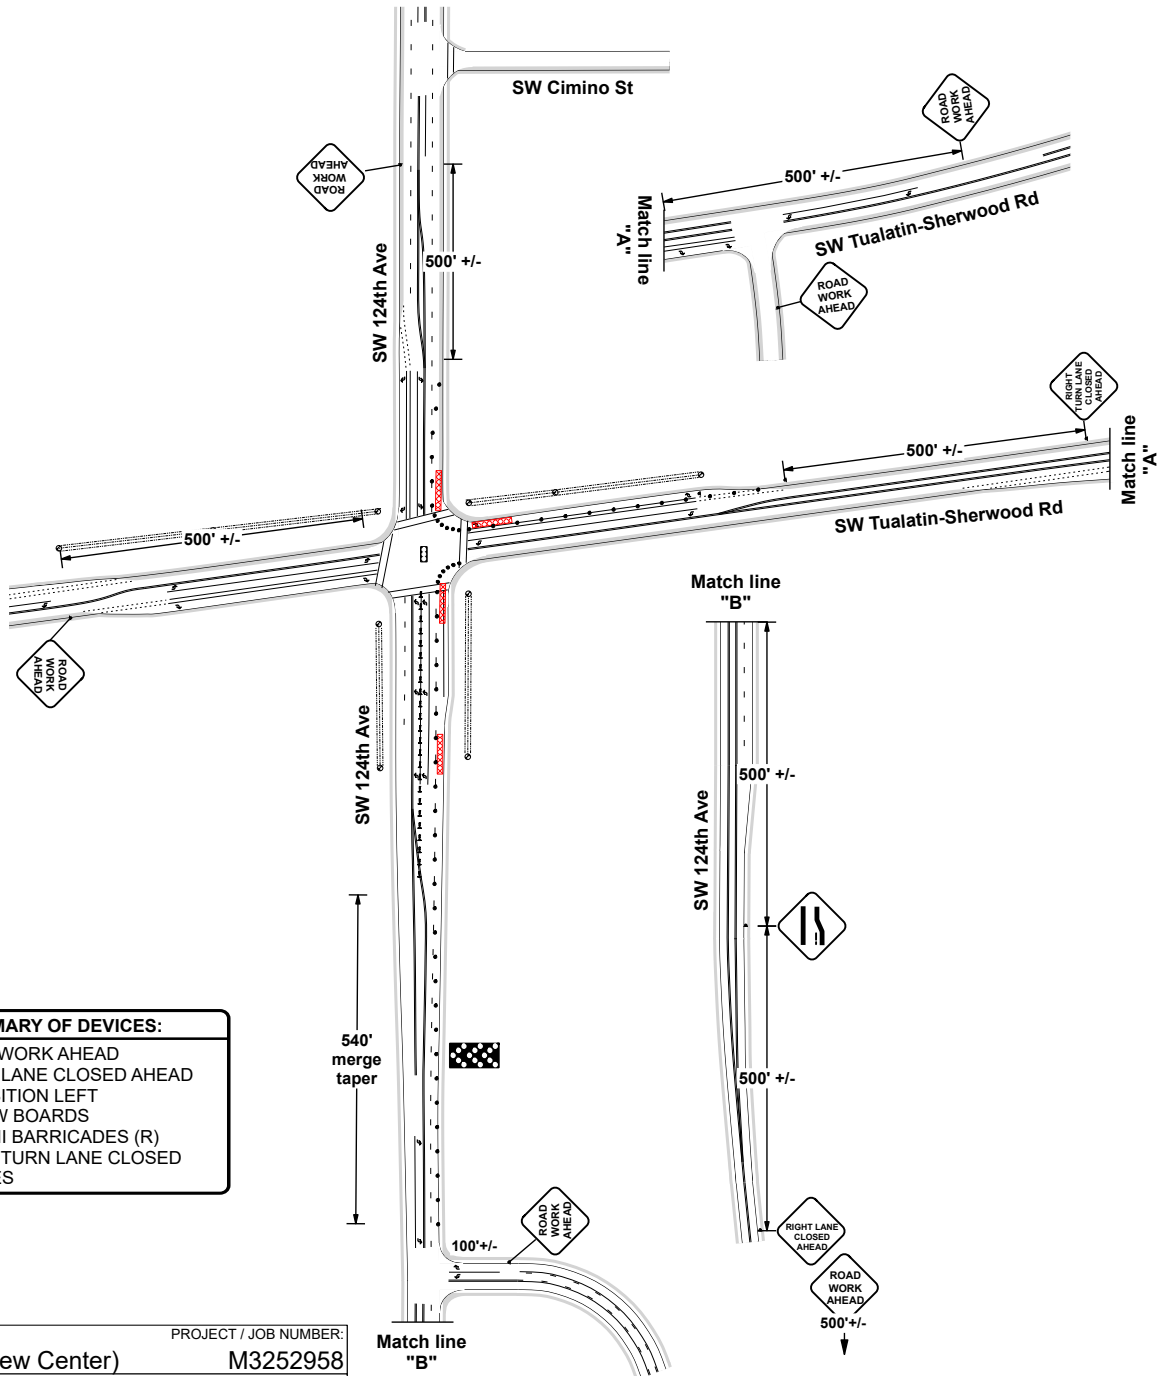 SW Cimino St
ROAD
WORK
AHEAD
ROAD
WORK
AHEAD
500' +/-
Match line
"A"
SW Tualatin-Sherwood Rd
ROAD
WORK
AHEAD
SW 124th Ave
500' +/-
RIGHT
TURN LANE
CLOSED
AHEAD
500' +/-
Match line
"A"
SW Tualatin-Sherwood Rd
500' +/-
ROAD
WORK
AHEAD
Match line
"B"
SW 124th Ave
500' +/-
SW 124th Ave
540'
merge
taper
500' +/-
MARY OF DEVICES:
WORK AHEAD
LANE CLOSED AHEAD
SITION LEFT
W BOARDS
II BARRICADES (R)
TURN LANE CLOSED
ES
100'+/-
ROAD
WORK
AHEAD
RIGHT LANE
CLOSED
AHEAD
ROAD
WORK
AHEAD
500'+/-
Match line
"B"
PROJECT / JOB NUMBER:
ew Center) M3252958